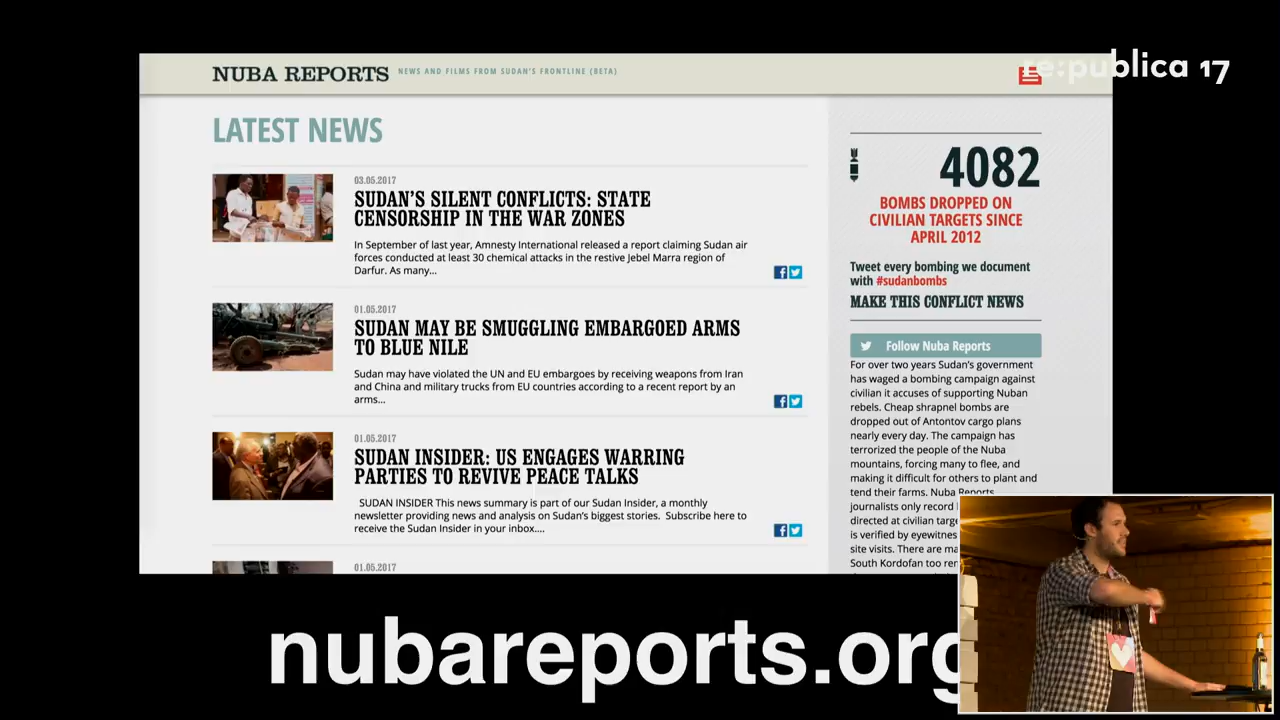 NUBA REPORTS NEWS AND FILMS FROM SUDAN'S FRONTLINE (BETA)
re:publica 17
LATEST NEWS
03.05.2017
SUDAN'S SILENT CONFLICTS: STATE
CENSORSHIP IN THE WAR ZONES
In September of last year, Amnesty International released a report claiming Sudan air
forces conducted at least 30 chemical attacks in the restive Jebel Marra region of
Darfur. As many...
01.05.2017
SUDAN MAY BE SMUGGLING EMBARGOED ARMS
TO BLUE NILE
Sudan may have violated the UN and EU embargoes by receiving weapons from Iran
and China and military trucks from EU countries according to a recent report by an
arms...
01.05.2017
SUDAN INSIDER: US ENGAGES WARRING
PARTIES TO REVIVE PEACE TALKS
SUDAN INSIDER This news summary is part of our Sudan Insider, a monthly
newsletter providing news and analysis on Sudan's biggest stories. Subscribe here to
receive the Sudan Insider in your inbox....
01.05.2017
4082
BOMBS DROPPED ON
CIVILIAN TARGETS SINCE
APRIL 2012
Tweet every bombing we document
with #sudanbombs
MAKE THIS CONFLICT NEWS
Follow Nuba Reports
For over two years Sudan's government
has waged a bombing campaign against
civilian it accuses of supporting Nuban
rebels. Cheap shrapnel bombs are
dropped out of Antontov cargo planes
nearly every day. The campaign has
terrorized the people of the Nuba
mountains, forcing many to flee, and
making it difficult for others to plant and
tend their farms. Nuba Reports
journalists only record
directed at civilian
is verified by
site visits. There are
South Kordofan too
nubareports.org